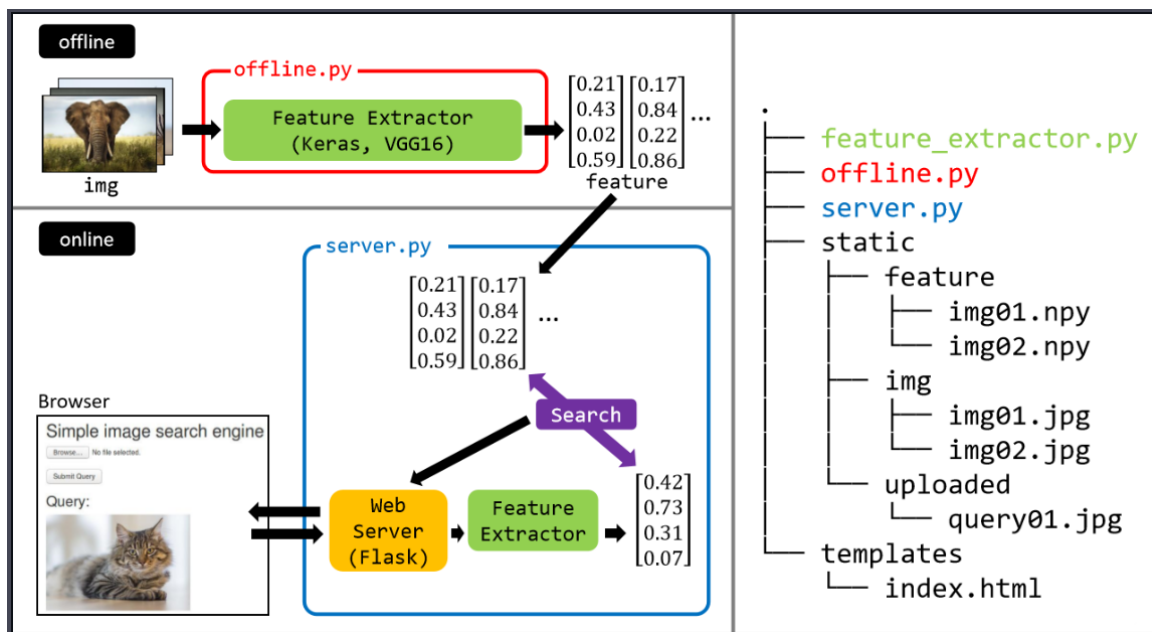 offline
offline.py
Feature Extractor
(Keras, VGG16)
img
0.21 0.17
0.43 0.84
0.02 0.22
0.59 0.86
...
feature
online
server.py
0.21 0.17
0.43 0.84
0.02 0.22
0.59 0.86
...
Search
Browser
Simple image search engine
Browse... No file selected.
Submit Query
Query:
Web
Server
(Flask)
Feature
Extractor
0.42
0.73
0.31
0.07
.
├── feature_extractor.py
├── offline.py
├── server.py
├── static
│   ├── feature
│   │   ├── img01.npy
│   │   └── img02.npy
│   ├── img
│   │   ├── img01.jpg
│   │   └── img02.jpg
│   └── uploaded
│       └── query01.jpg
└── templates
    └── index.html